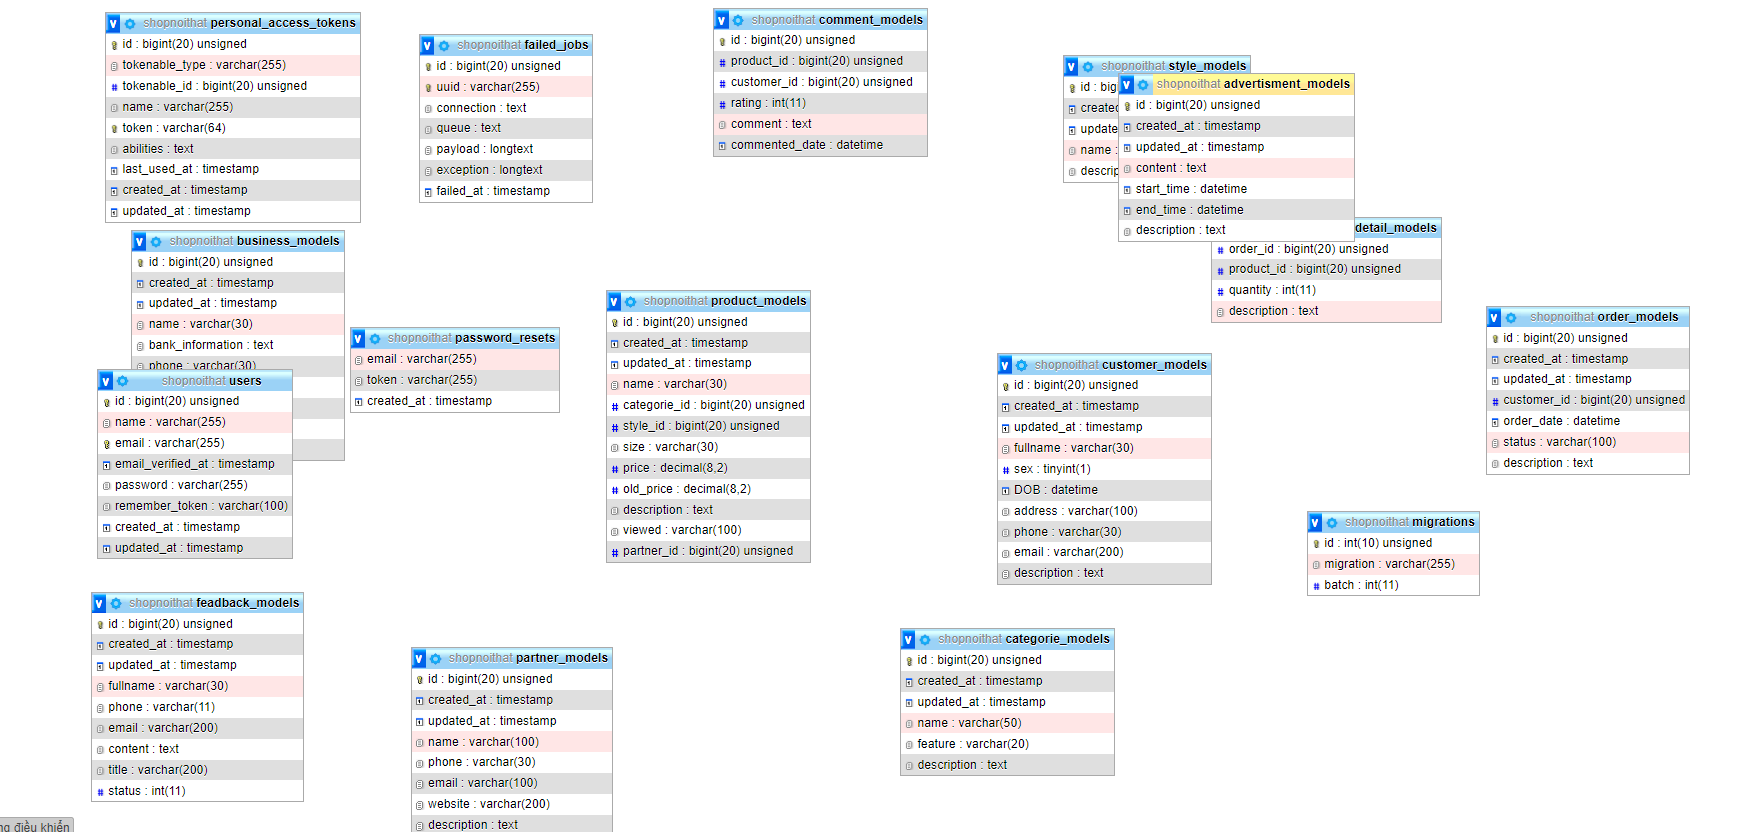 shopnoithat personal_access_tokens
id : bigint(20) unsigned
tokenable_type : varchar(255)
tokenable_id : bigint(20) unsigned
name : varchar(255)
token : varchar(64)
abilities : text
last_used_at : timestamp
created_at : timestamp
updated_at : timestamp
shopnoithat failed_jobs
id : bigint(20) unsigned
uuid : varchar(255)
connection : text
queue : text
payload : longtext
exception : longtext
failed_at : timestamp
shopnoithat comment_models
id : bigint(20) unsigned
product_id : bigint(20) unsigned
customer_id : bigint(20) unsigned
rating : int(11)
comment : text
commented_date : datetime
shopnoithat style_models
id : big
created
update
name :
descrip
shopnoithat advertisment_models
id : bigint(20) unsigned
created_at : timestamp
updated_at : timestamp
content : text
start_time : datetime
end_time : datetime
description : text
detail_models
order_id : bigint(20) unsigned
product_id : bigint(20) unsigned
quantity : int(11)
description : text
shopnoithat business_models
id : bigint(20) unsigned
created_at : timestamp
updated_at : timestamp
name : varchar(30)
bank_information : text
phone : varchar(30)
shopnoithat password_resets
email : varchar(255)
token : varchar(255)
created_at : timestamp
shopnoithat product_models
id : bigint(20) unsigned
created_at : timestamp
updated_at : timestamp
name : varchar(30)
categorie_id : bigint(20) unsigned
style_id : bigint(20) unsigned
size : varchar(30)
price : decimal(8,2)
old_price : decimal(8,2)
description : text
viewed : varchar(100)
partner_id : bigint(20) unsigned
shopnoithat order_models
id : bigint(20) unsigned
created_at : timestamp
updated_at : timestamp
customer_id : bigint(20) unsigned
order_date : datetime
status : varchar(100)
description : text
shopnoithat customer_models
id : bigint(20) unsigned
created_at : timestamp
updated_at : timestamp
fullname : varchar(30)
sex : tinyint(1)
DOB : datetime
address : varchar(100)
phone : varchar(30)
email : varchar(200)
description : text
shopnoithat users
id : bigint(20) unsigned
name : varchar(255)
email : varchar(255)
email_verified_at : timestamp
password : varchar(255)
remember_token : varchar(100)
created_at : timestamp
updated_at : timestamp
shopnoithat migrations
id : int(10) unsigned
migration : varchar(255)
batch : int(11)
shopnoithat feadback_models
id : bigint(20) unsigned
created_at : timestamp
updated_at : timestamp
fullname : varchar(30)
phone : varchar(11)
email : varchar(200)
content : text
title : varchar(200)
status : int(11)
shopnoithat partner_models
id : bigint(20) unsigned
created_at : timestamp
updated_at : timestamp
name : varchar(100)
phone : varchar(30)
email : varchar(100)
website : varchar(200)
description : text
shopnoithat categorie_models
id : bigint(20) unsigned
created_at : timestamp
updated_at : timestamp
name : varchar(50)
feature : varchar(20)
description : text
ng điều khiển